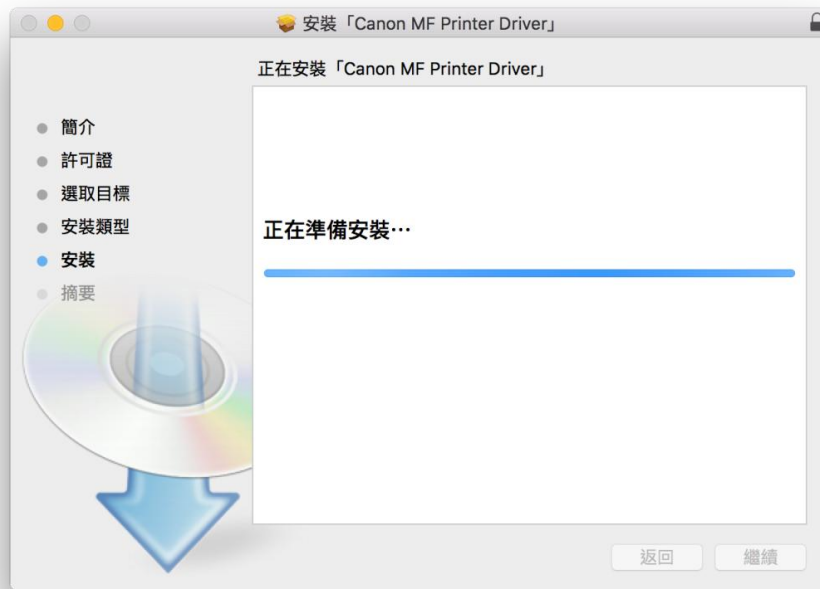 安裝「Canon MF Printer Driver」
正在安裝「Canon MF Printer Driver」
簡介
許可證
選取目標
安裝類型
安裝
摘要
正在準備安裝⋯
返回
繼續